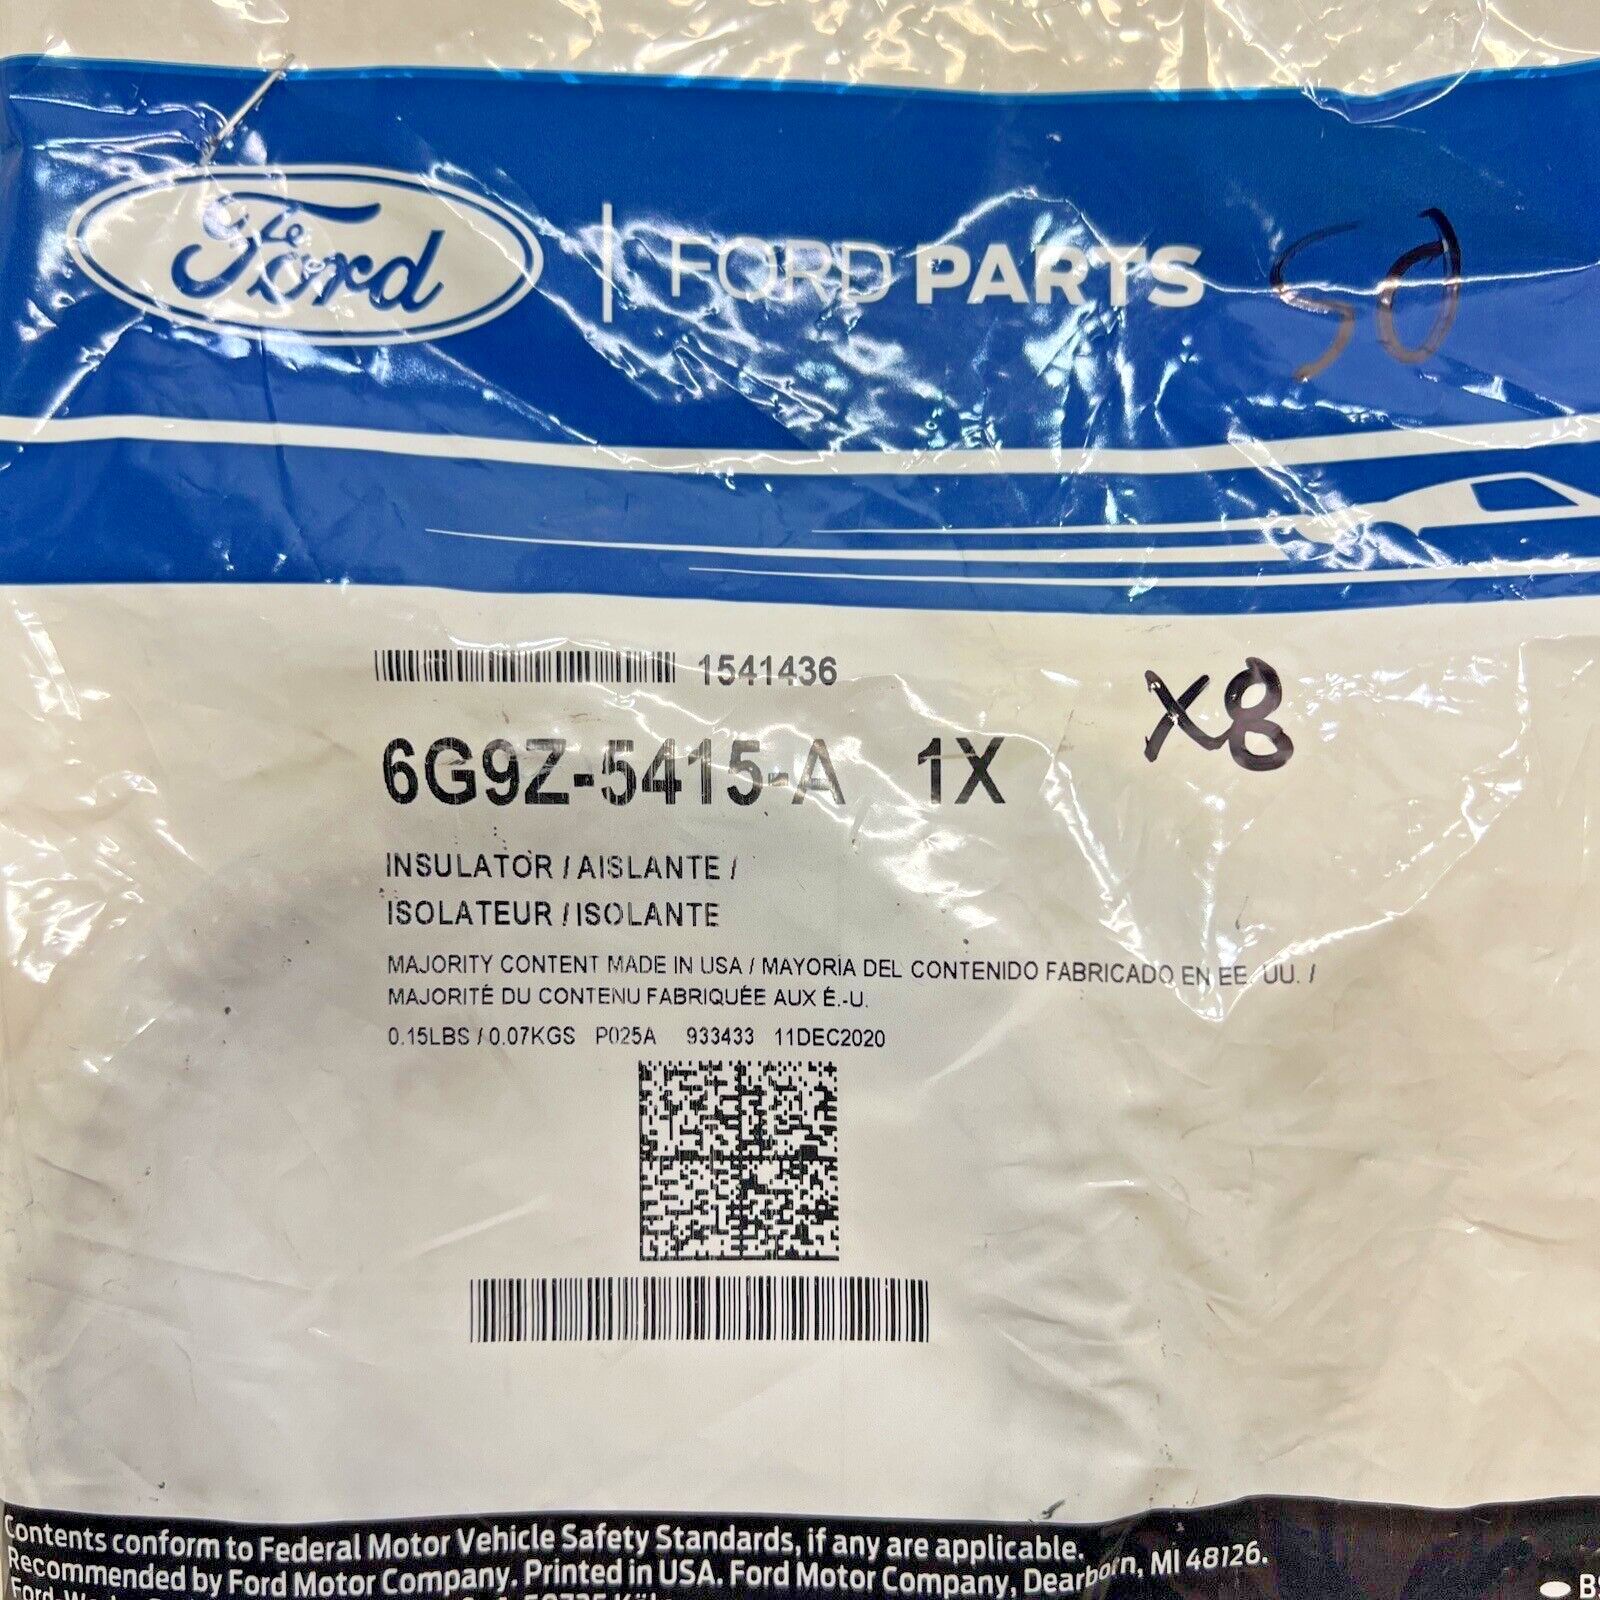 Ford
FORD PARTS
50
1541436
6G9Z-5415-A 1X
X8
INSULATOR / AISLANTE /
ISOLATEUR / ISOLANTE
MAJORITY CONTENT MADE IN USA / MAYORÍA DEL CONTENIDO FABRICADO EN EE. UU. /
MAJORITÉ DU CONTENU FABRIQUÉE AUX É.-U.
0.15LBS / 0.07KGS P025A 933433 11DEC2020
Contents conform to Federal Motor Vehicle Safety Standards, if any are applicable.
Recommended by Ford Motor Company. Printed in USA. Ford Motor Company, Dearborn, MI 48126.